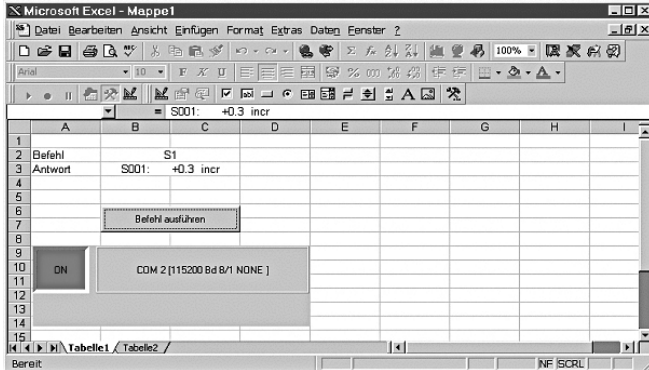 Microsoft Excel - Mappe1
Datei Bearbeiten Ansicht Einfügen Format Extras Daten Fenster ?
100%
Arial 10 F K U % 000
= S001: +0.3 incr
A B C D E F G H I
1
2 Befehl S1
3 Antwort S001: +0.3 incr
4
5
6
Befehl ausführen
7
8
9
10 ON COM 2 [115200 Bd 8/1 NONE ]
11
12
13
14
15
Tabelle1 Tabelle2
Bereit NF SCRL